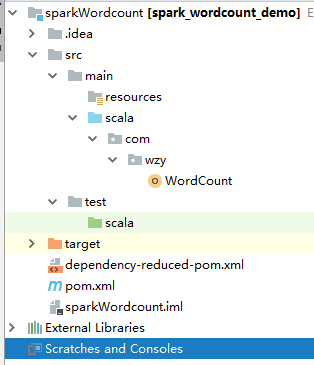 sparkWordcount [spark_wordcount_demo]
.idea
src
main
resources
scala
com
wzy
WordCount
test
scala
target
dependency-reduced-pom.xml
pom.xml
sparkWordcount.iml
External Libraries
Scratches and Consoles